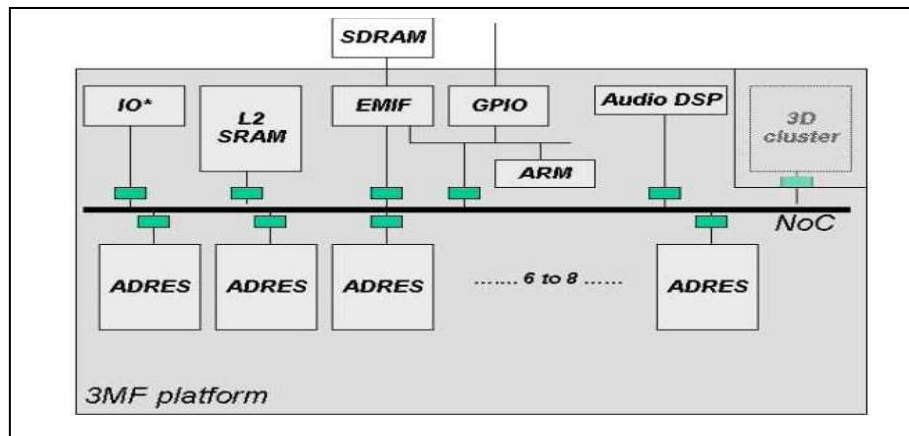 SDRAM
IO*
L2
SRAM
EMIF
GPIO
Audio DSP
3D
cluster
ARM
NoC
ADRES
ADRES
ADRES
....... 6 to 8 ......
ADRES
3MF platform